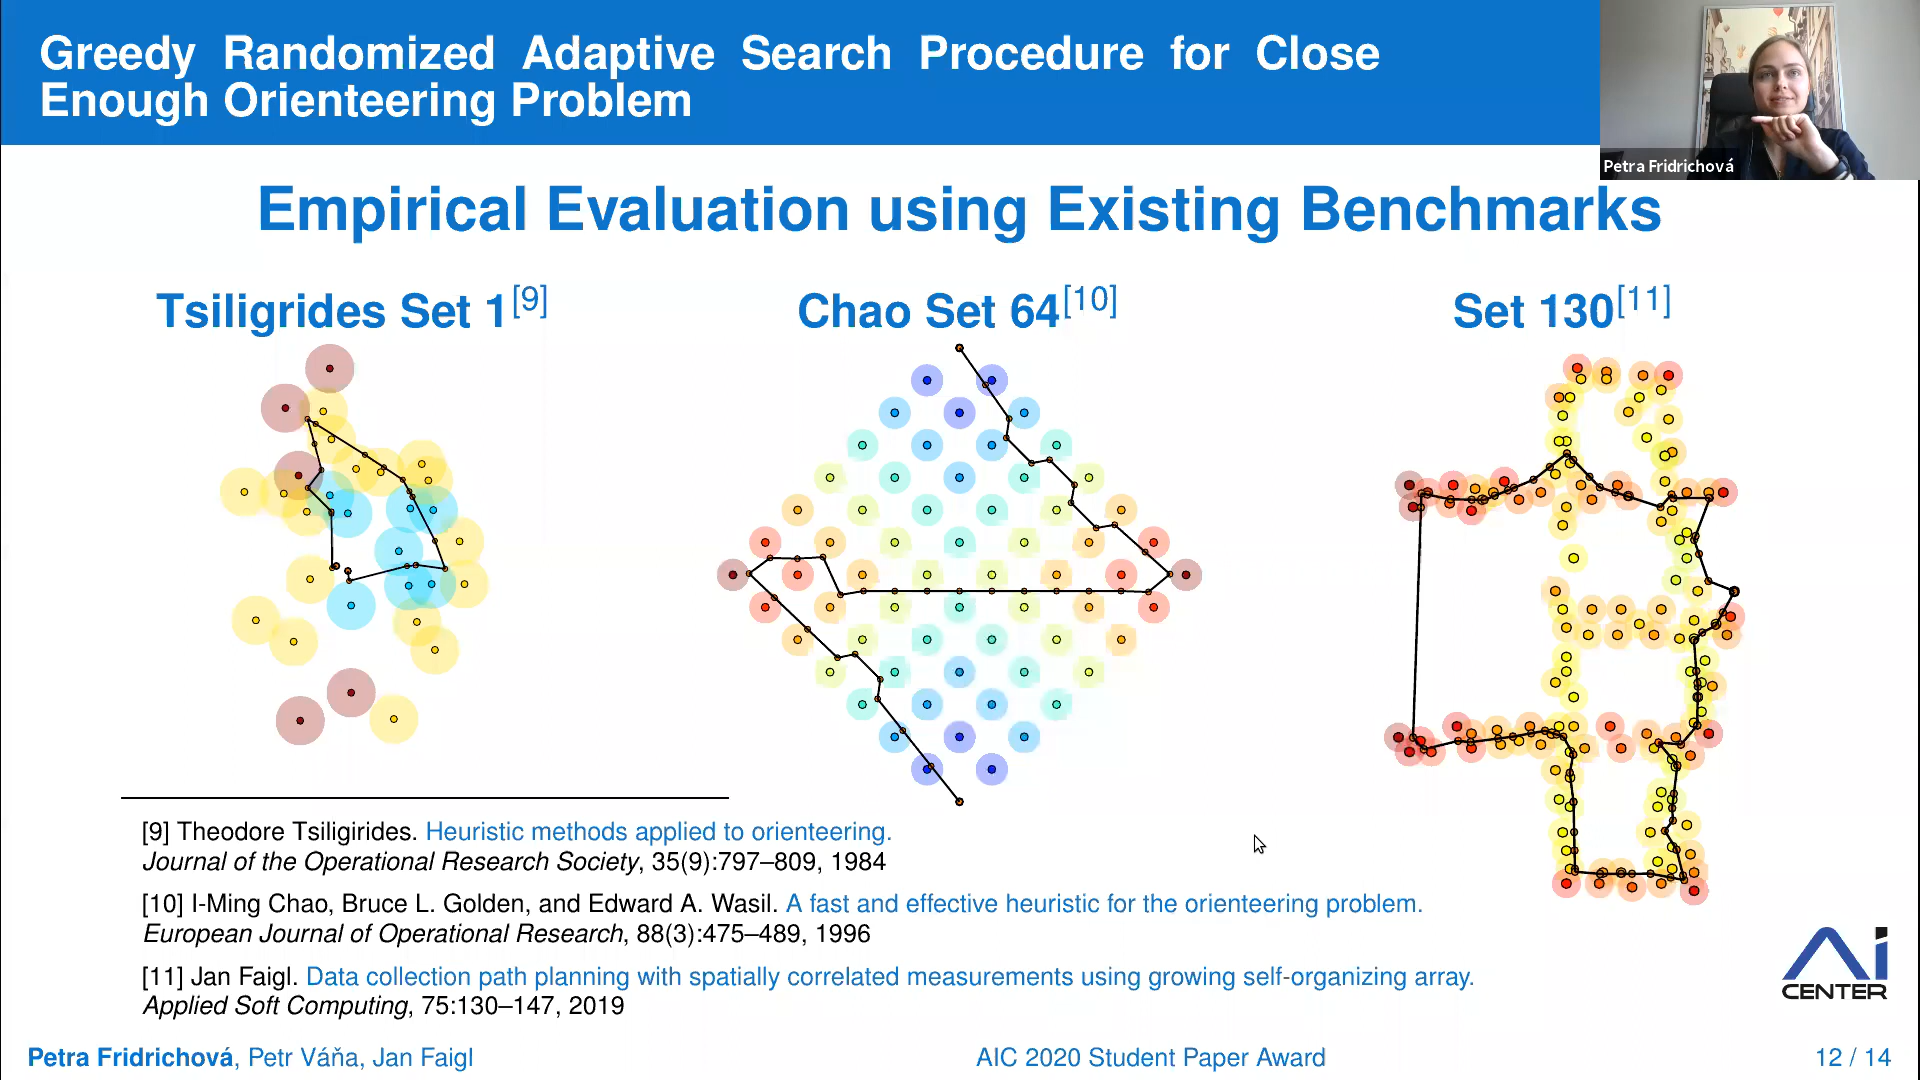 Greedy Randomized Adaptive Search Procedure for Close
Enough Orienteering Problem
Petra Fridrichová
Empirical Evaluation using Existing Benchmarks
Tsiligrides Set 1[9]
Chao Set 64[10]
Set 130[11]
[9] Theodore Tsiligirides. Heuristic methods applied to orienteering.
Journal of the Operational Research Society, 35(9):797–809, 1984
[10] I-Ming Chao, Bruce L. Golden, and Edward A. Wasil. A fast and effective heuristic for the orienteering problem.
European Journal of Operational Research, 88(3):475–489, 1996
[11] Jan Faigl. Data collection path planning with spatially correlated measurements using growing self-organizing array.
Applied Soft Computing, 75:130–147, 2019
Ai
CENTER
Petra Fridrichová, Petr Váňa, Jan Faigl
AIC 2020 Student Paper Award
12 / 14